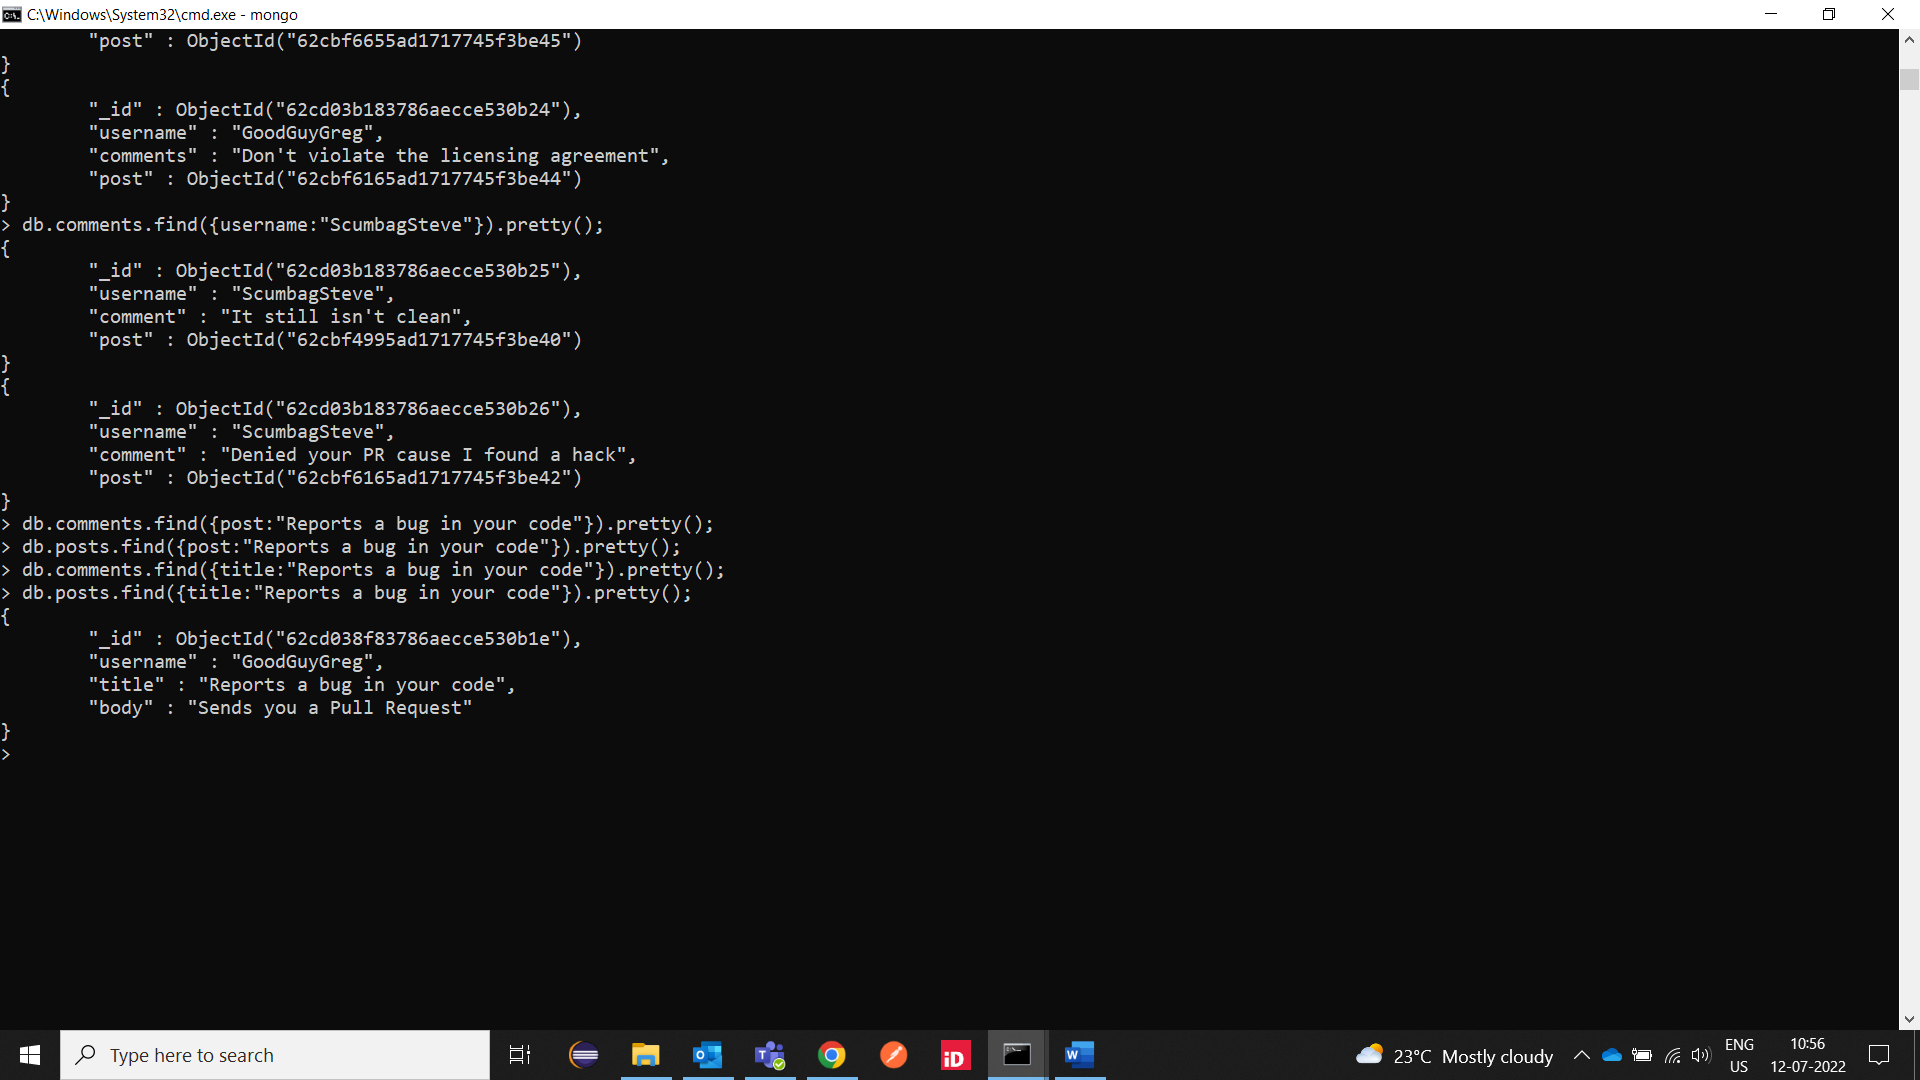 C:\Windows\System32\cmd.exe - mongo
"post" : ObjectId("62cbf6655ad1717745f3be45")
}
{
"_id" : ObjectId("62cd03b183786aecce530b24"),
"username" : "GoodGuyGreg",
"comments" : "Don't violate the licensing agreement",
"post" : ObjectId("62cbf6165ad1717745f3be44")
}
> db.comments.find({username:"ScumbagSteve"}).pretty();
{
"_id" : ObjectId("62cd03b183786aecce530b25"),
"username" : "ScumbagSteve",
"comment" : "It still isn't clean",
"post" : ObjectId("62cbf4995ad1717745f3be40")
}
{
"_id" : ObjectId("62cd03b183786aecce530b26"),
"username" : "ScumbagSteve",
"comment" : "Denied your PR cause I found a hack",
"post" : ObjectId("62cbf6165ad1717745f3be42")
}
> db.comments.find({post:"Reports a bug in your code"}).pretty();
> db.posts.find({post:"Reports a bug in your code"}).pretty();
> db.comments.find({title:"Reports a bug in your code"}).pretty();
> db.posts.find({title:"Reports a bug in your code"}).pretty();
{
"_id" : ObjectId("62cd038f83786aecce530b1e"),
"username" : "GoodGuyGreg",
"title" : "Reports a bug in your code",
"body" : "Sends you a Pull Request"
}
>
Type here to search
23°C Mostly cloudy
ENG
US
10:56
12-07-2022